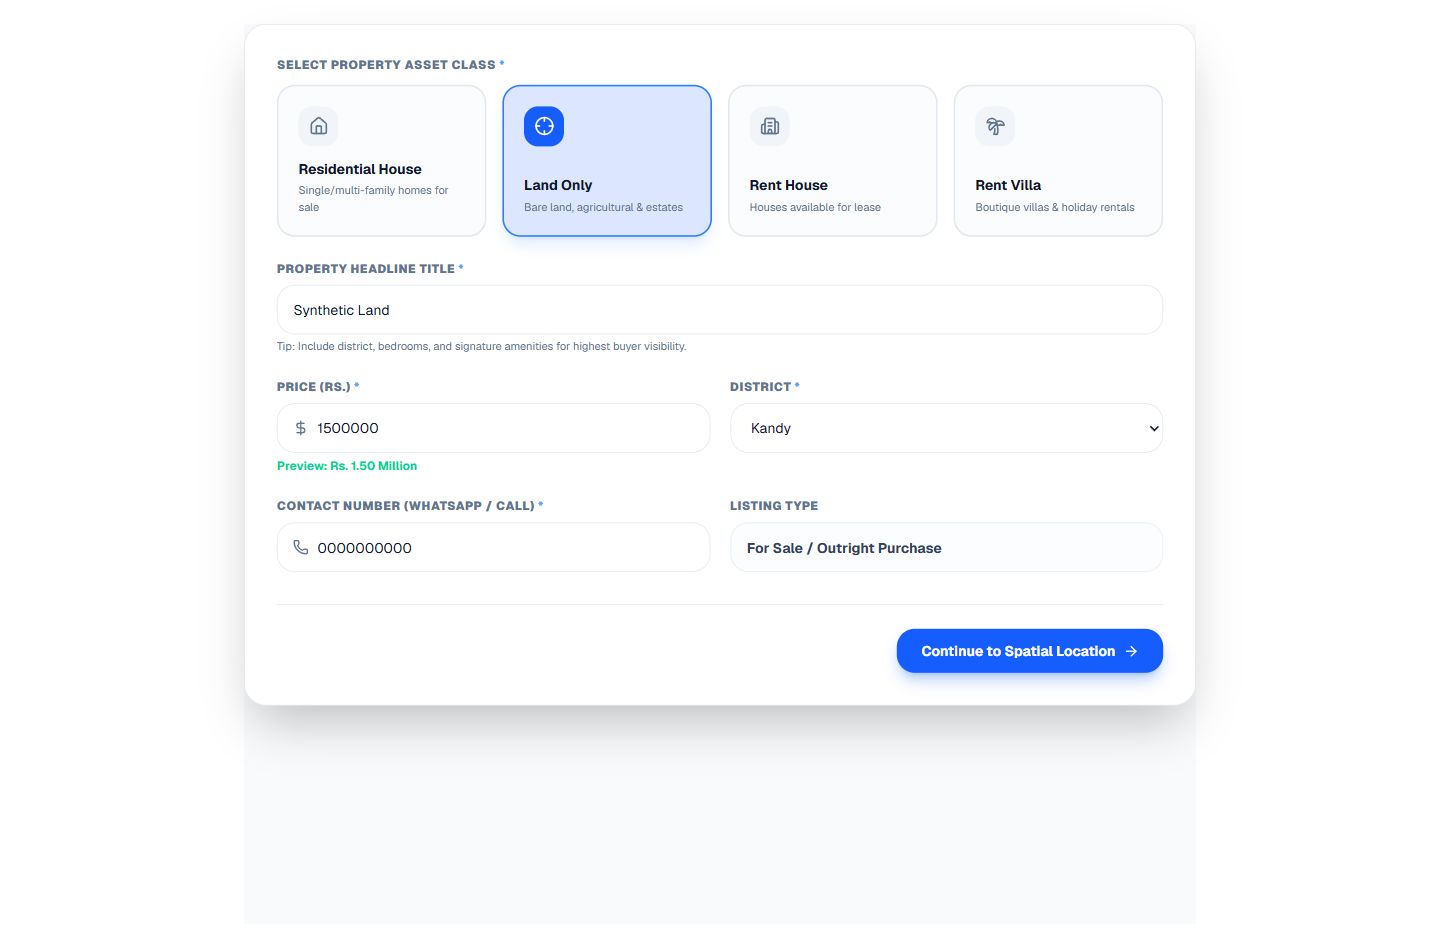 SELECT PROPERTY ASSET CLASS *
Residential House
Single/multi-family homes for
sale
Land Only
Bare land, agricultural & estates
Rent House
Houses available for lease
Rent Villa
Boutique villas & holiday rentals
PROPERTY HEADLINE TITLE *
Synthetic Land
Tip: Include district, bedrooms, and signature amenities for highest buyer visibility.
PRICE (RS.) *
$ 1500000
Preview: Rs. 1.50 Million
DISTRICT *
Kandy
CONTACT NUMBER (WHATSAPP / CALL) *
0000000000
LISTING TYPE
For Sale / Outright Purchase
Continue to Spatial Location →